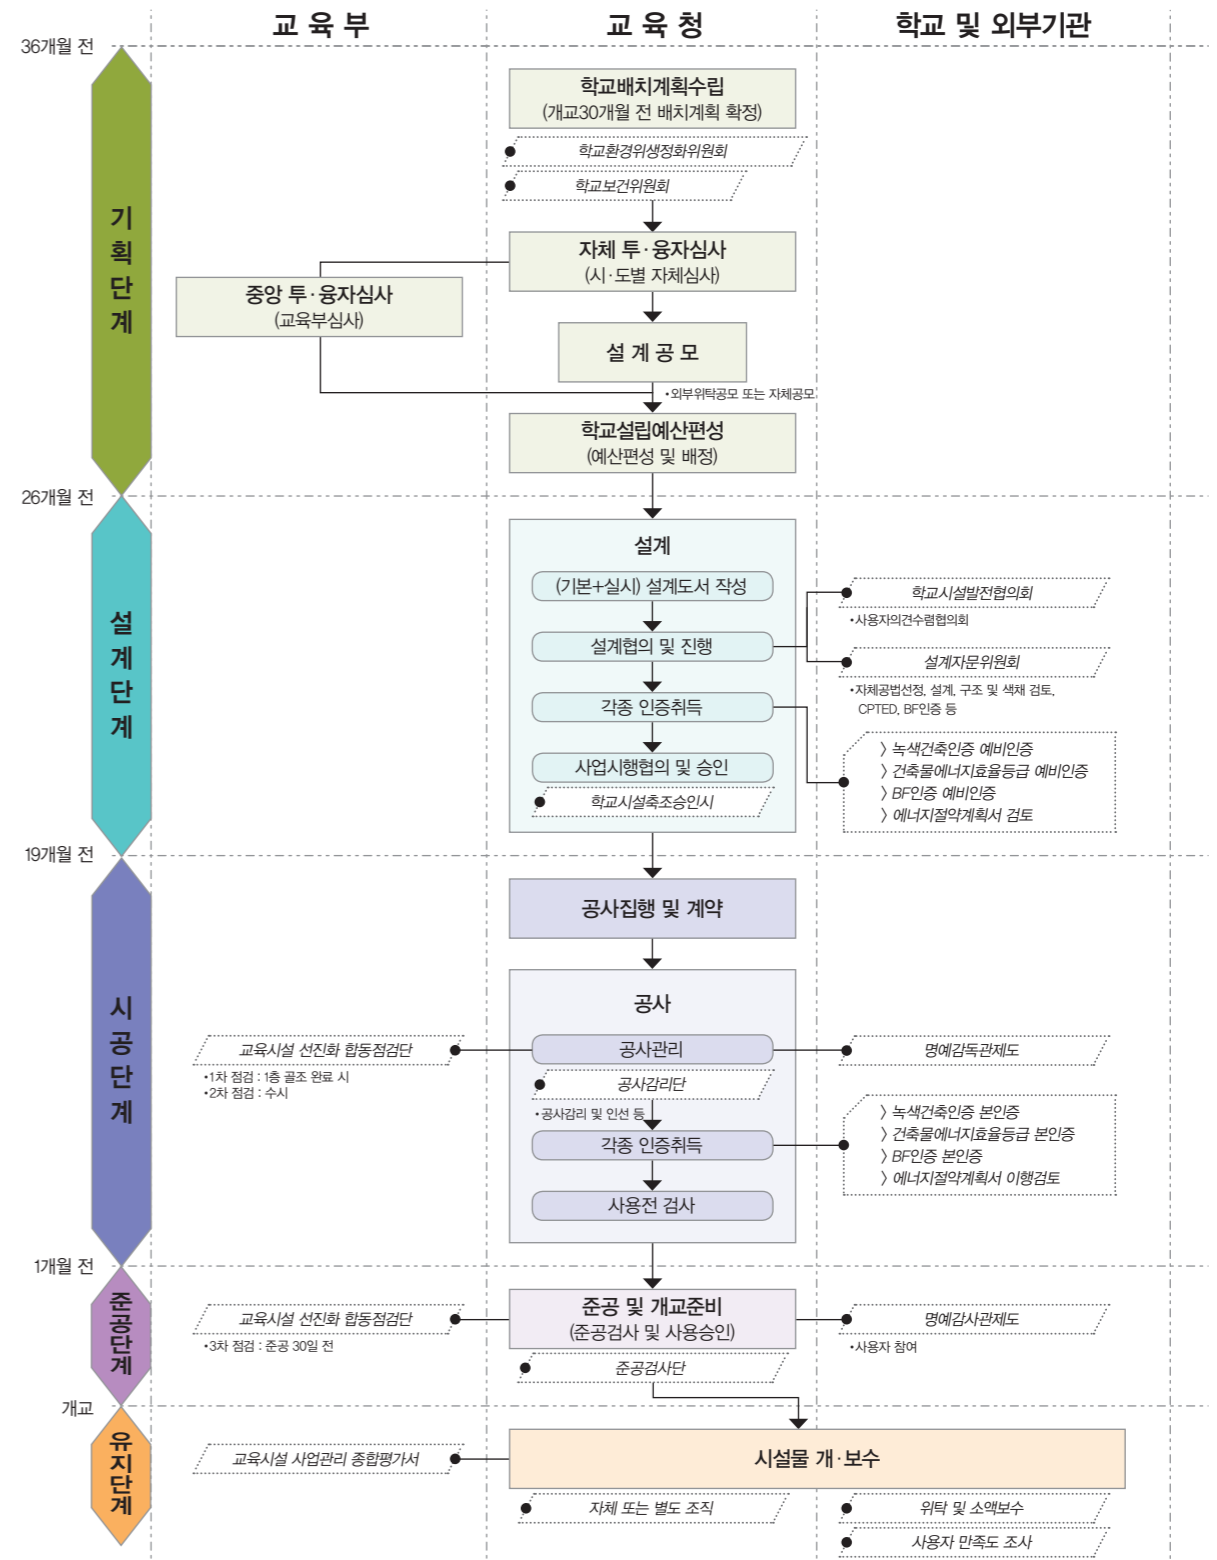 교 육 부
교 육 청
학교 및 외부기관
36개월 전
기획단계
학교배치계획수립
(개교30개월 전 배치계획 확정)
학교환경위생정화위원회
학교보건위원회
자체 투·융자심사
(시·도별 자체심사)
중앙 투·융자심사
(교육부심사)
설 계 공 모
•외부위탁공모 또는 자체공모
학교설립예산편성
(예산편성 및 배정)
26개월 전
설계단계
설계
(기본+실시) 설계도서 작성
설계협의 및 진행
각종 인증취득
사업시행협의 및 승인
학교시설축조승인시
학교시설발전협의회
•사용자의견수렴협의회
설계자문위원회
•자체공법선정, 설계, 구조 및 색채 검토,
CPTED, BF인증 등
〉녹색건축인증 예비인증
〉건축물에너지효율등급 예비인증
〉BF인증 예비인증
〉에너지절약계획서 검토
19개월 전
시공단계
공사집행 및 계약
공사
공사관리
공사감리단
•공사감리 및 인선 등
각종 인증취득
사용전 검사
교육시설 선진화 합동점검단
•1차 점검 : 1층 골조 완료 시
•2차 점검 : 수시
명예감독관제도
〉녹색건축인증 본인증
〉건축물에너지효율등급 본인증
〉BF인증 본인증
〉에너지절약계획서 이행검토
1개월 전
준공단계
교육시설 선진화 합동점검단
•3차 점검 : 준공 30일 전
준공 및 개교준비
(준공검사 및 사용승인)
준공검사단
명예감사관제도
•사용자 참여
개교
유지단계
교육시설 사업관리 종합평가서
시설물 개·보수
자체 또는 별도 조직
위탁 및 소액보수
사용자 만족도 조사